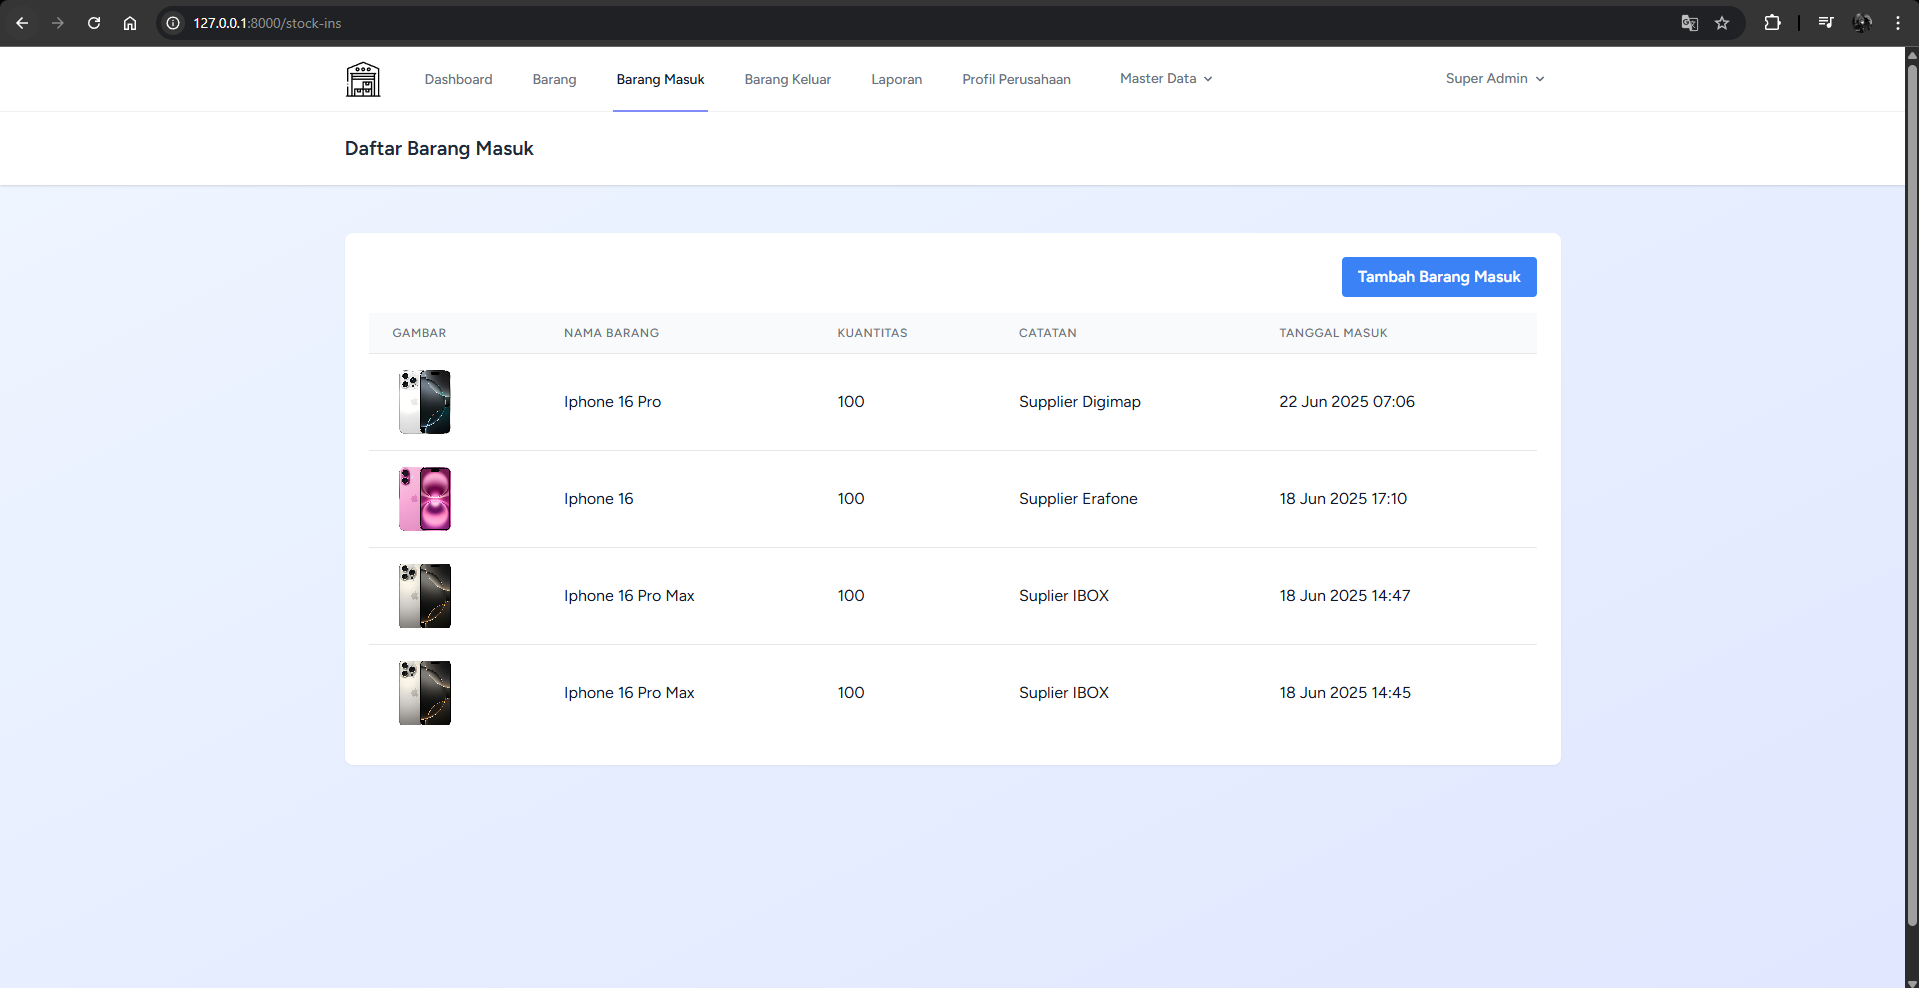 127.0.0.1:8000/stock-ins
Dashboard Barang Barang Masuk Barang Keluar Laporan Profil Perusahaan Master Data Super Admin
Daftar Barang Masuk
Tambah Barang Masuk
GAMBAR NAMA BARANG KUANTITAS CATATAN TANGGAL MASUK
Iphone 16 Pro 100 Supplier Digimap 22 Jun 2025 07:06
Iphone 16 100 Supplier Erafone 18 Jun 2025 17:10
Iphone 16 Pro Max 100 Suplier IBOX 18 Jun 2025 14:47
Iphone 16 Pro Max 100 Suplier IBOX 18 Jun 2025 14:45